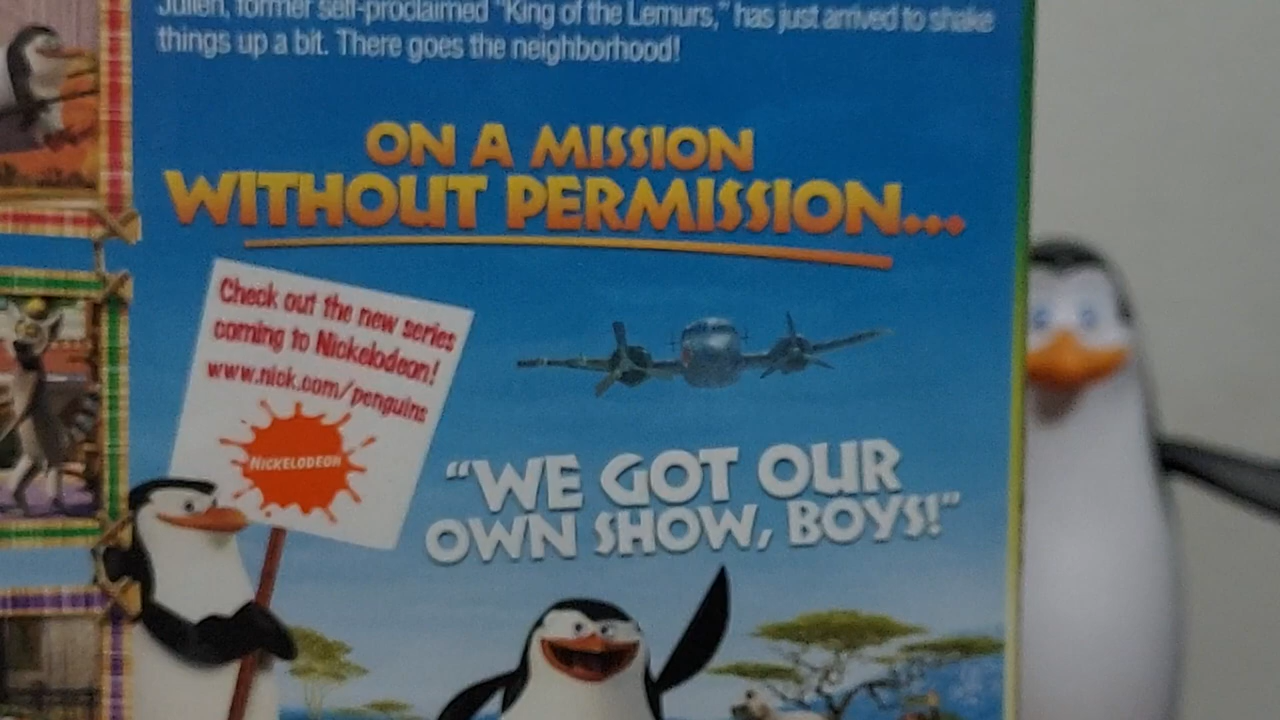 Julien, former self-proclaimed "King of the Lemurs," has just arrived to shake
things up a bit. There goes the neighborhood!
ON A MISSION
WITHOUT PERMISSION...
Check out the new series
coming to Nickelodeon!
www.nick.com/penguins
NICKELODEON
"WE GOT OUR
OWN SHOW, BOYS!"